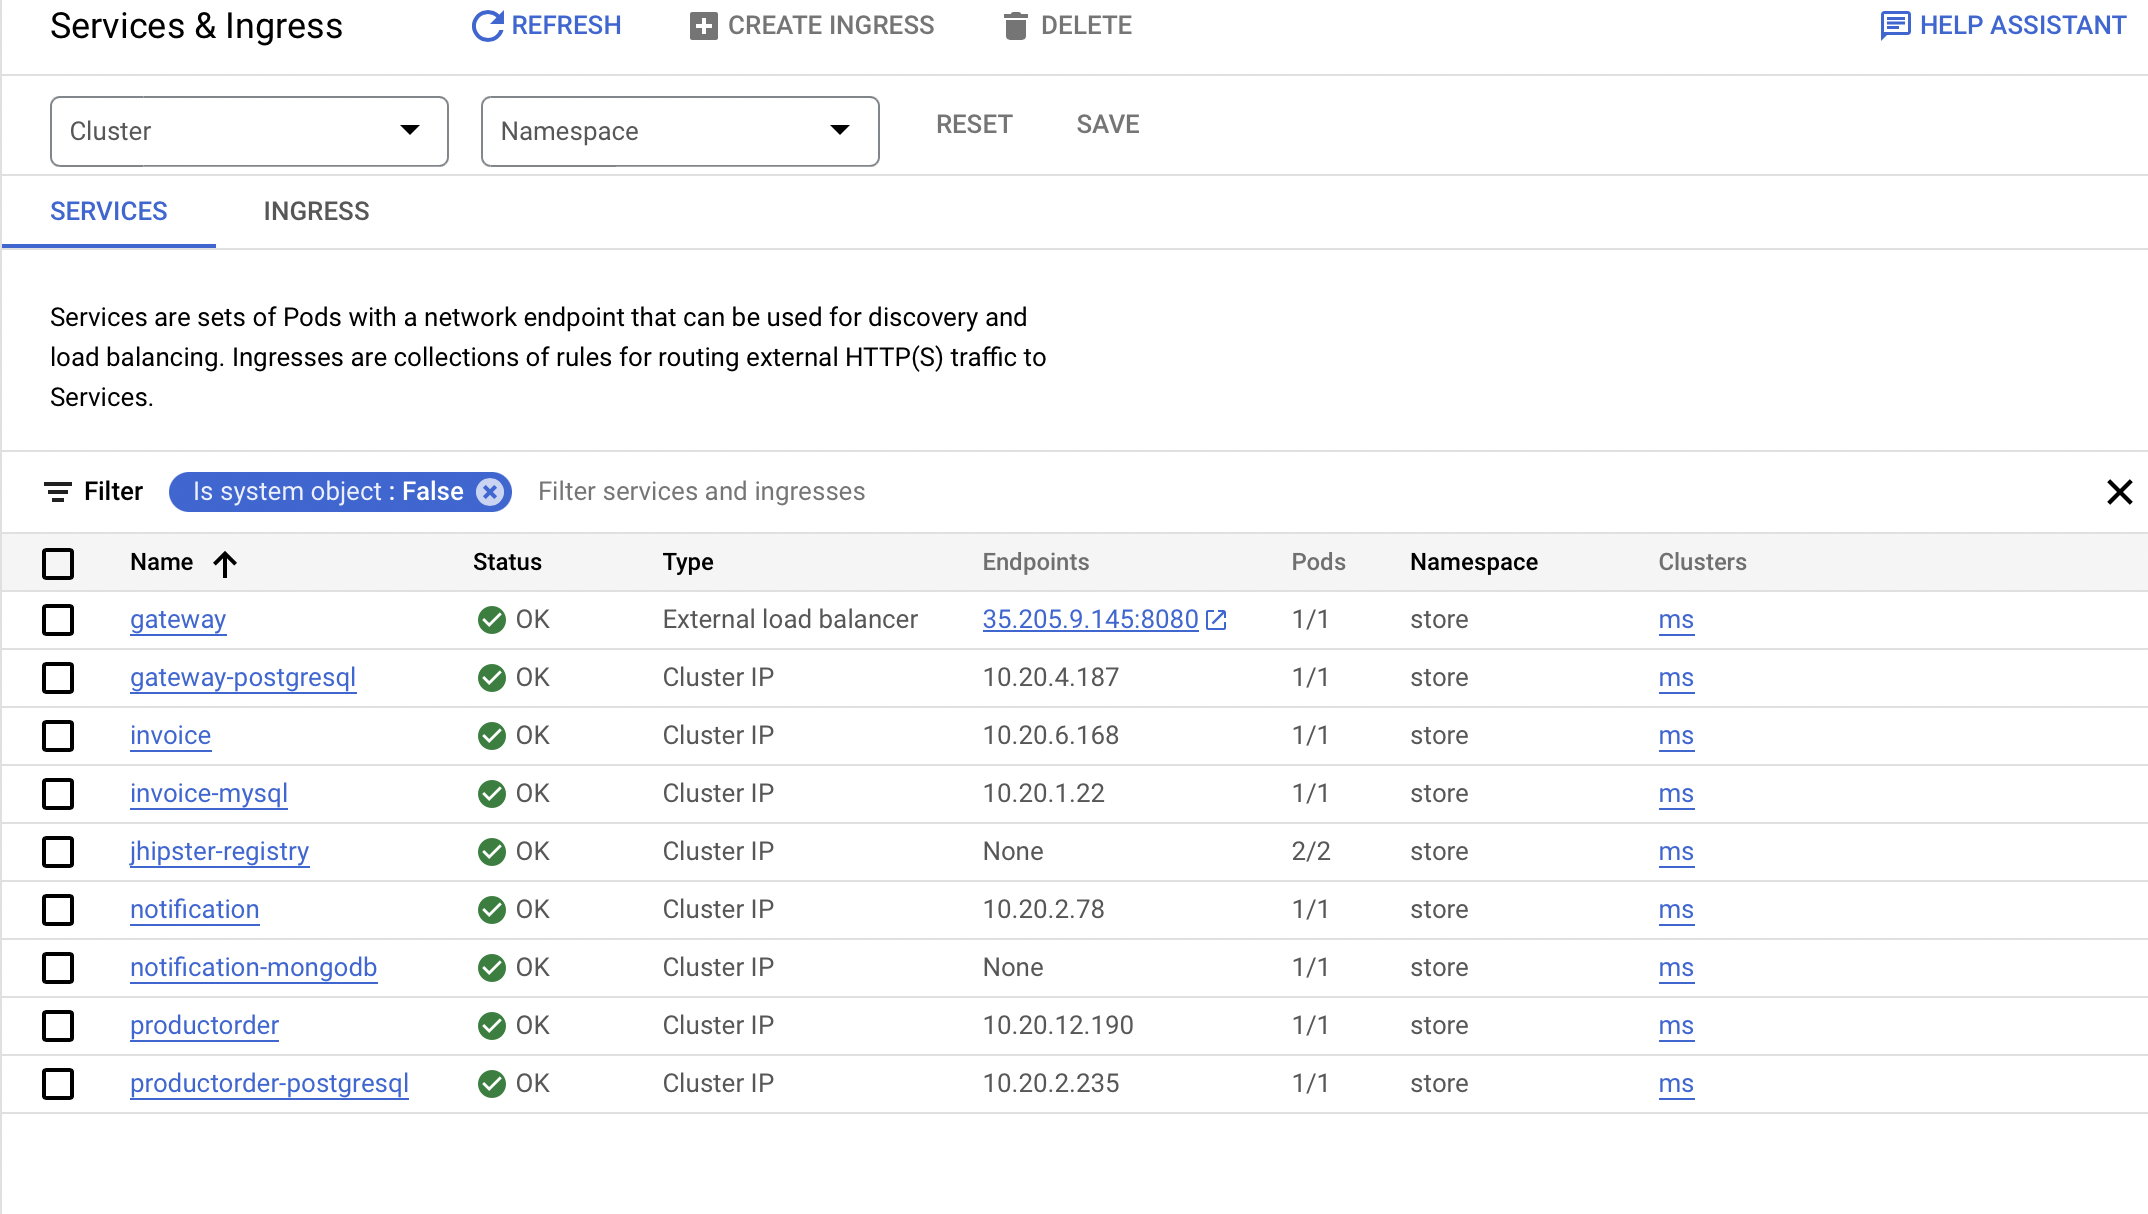 Services & Ingress REFRESH CREATE INGRESS DELETE HELP ASSISTANT
Cluster Namespace RESET SAVE
SERVICES INGRESS
Services are sets of Pods with a network endpoint that can be used for discovery and
load balancing. Ingresses are collections of rules for routing external HTTP(S) traffic to
Services.
Filter Is system object : False Filter services and ingresses
Name Status Type Endpoints Pods Namespace Clusters
gateway OK External load balancer 35.205.9.145:8080 1/1 store ms
gateway-postgresql OK Cluster IP 10.20.4.187 1/1 store ms
invoice OK Cluster IP 10.20.6.168 1/1 store ms
invoice-mysql OK Cluster IP 10.20.1.22 1/1 store ms
jhipster-registry OK Cluster IP None 2/2 store ms
notification OK Cluster IP 10.20.2.78 1/1 store ms
notification-mongodb OK Cluster IP None 1/1 store ms
productorder OK Cluster IP 10.20.12.190 1/1 store ms
productorder-postgresql OK Cluster IP 10.20.2.235 1/1 store ms